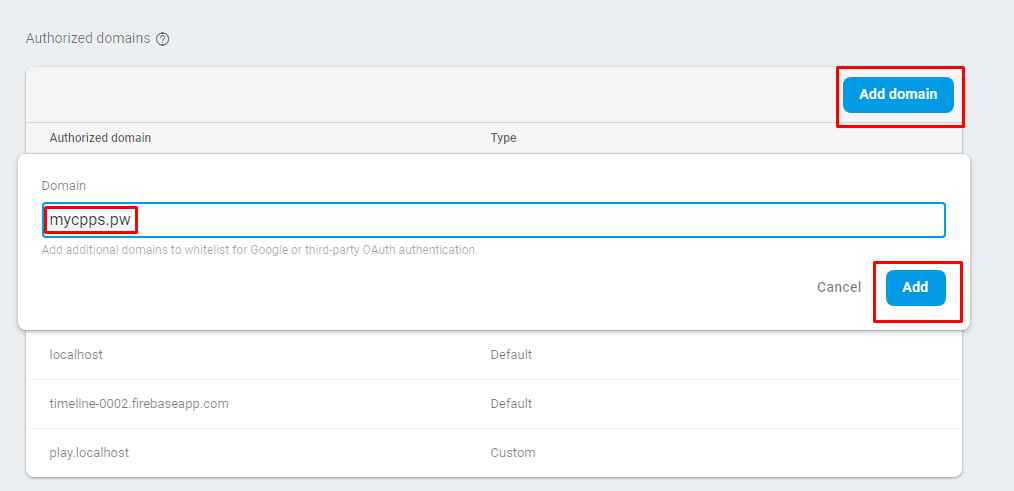 Authorized domains
Add domain
Authorized domain Type
Domain
mycpps.pw
Add additional domains to whitelist for Google or third-party OAuth authentication.
Cancel Add
localhost Default
timeline-0002.firebaseapp.com Default
play.localhost Custom